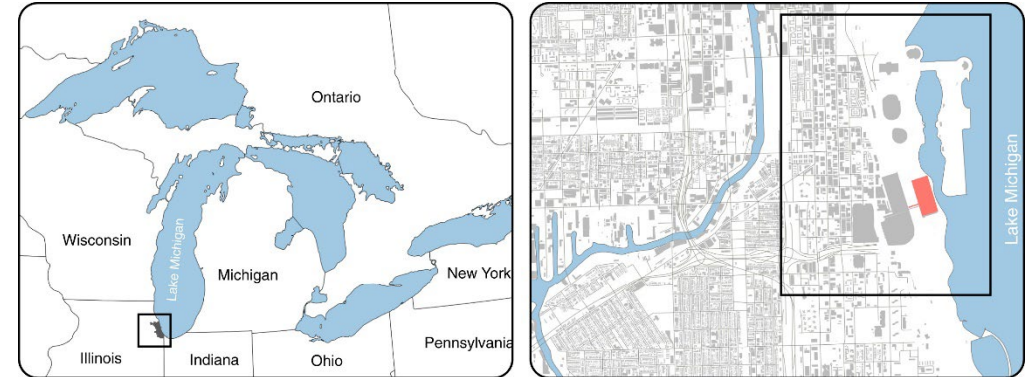 Ontario
Wisconsin
Lake Michigan
Michigan
New York
Illinois
Indiana
Ohio
Pennsylvania
Lake Michigan